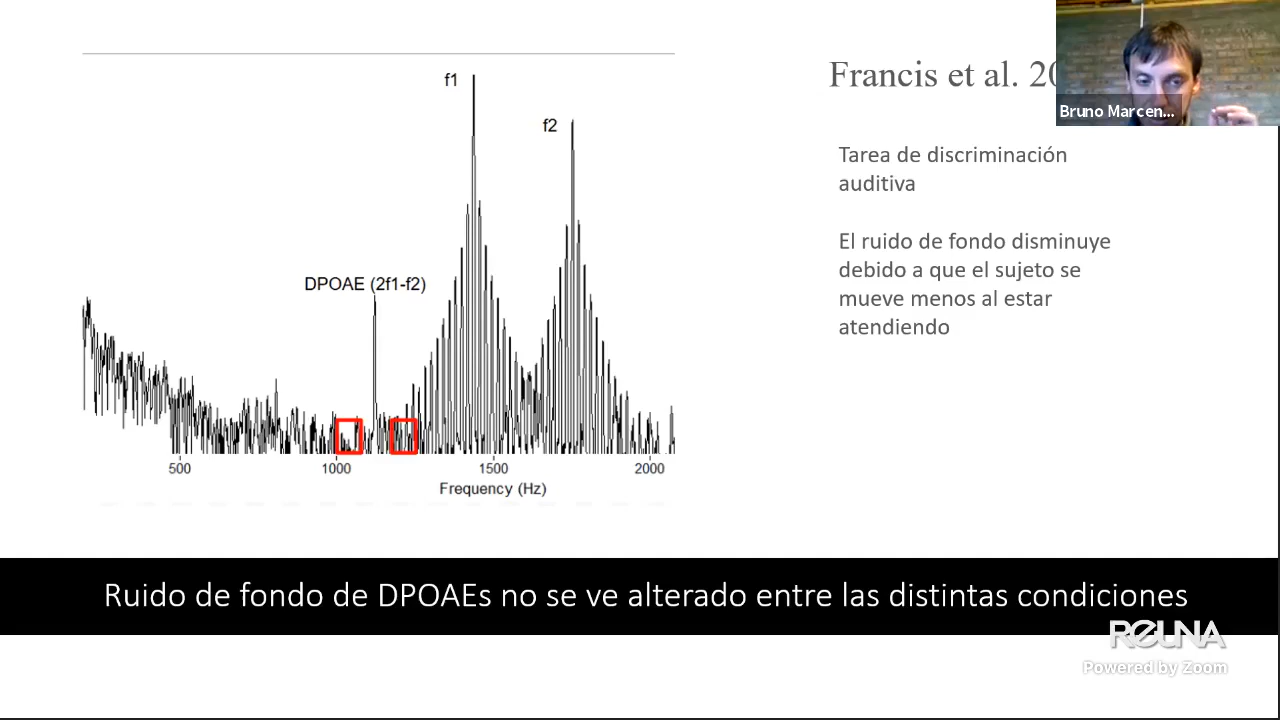 f1
f2
DPOAE (2f1-f2)
500
1000
1500
2000
Frequency (Hz)
Francis et al.
Bruno Marcen...
Tarea de discriminación
auditiva
El ruido de fondo disminuye
debido a que el sujeto se
mueve menos al estar
atendiendo
Ruido de fondo de DPOAEs no se ve alterado entre las distintas condiciones
REUNA
Powered by Zoom